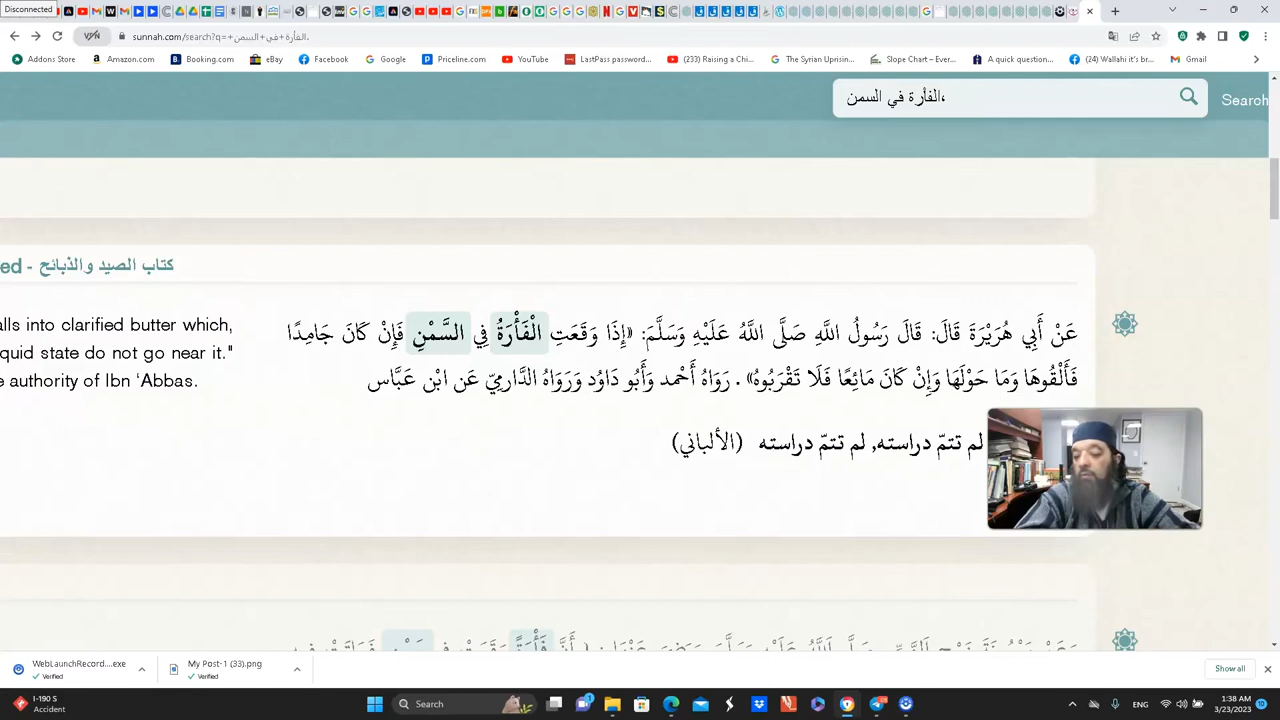 Disconnected
sunnah.com/search?q=+الفأرة+في+السمن،
Addons Store
Amazon.com
Booking.com
eBay
Facebook
Google
Priceline.com
YouTube
LastPass password...
(233) Raising a Chi...
The Syrian Uprisin...
Slope Chart – Ever...
A quick question...
(24) Wallahi it's br...
Gmail
الفأرة في السمن،
Search
ed - كتاب الصيد والذبائح
alls into clarified butter which,
quid state do not go near it."
e authority of Ibn ‘Abbas.
عَنْ أَبِي هُرَيْرَةَ قَالَ: قَالَ رَسُولُ اللَّهِ صَلَّى اللَّهُ عَلَيْهِ وَسَلَّمَ: «إِذَا وَقَعَتِ الْفَأْرَةُ فِي السَّمْنِ فَإِنْ كَانَ جَامِدًا
فَأَلْقُوهَا وَمَا حَوْلَهَا وَإِنْ كَانَ مَائِعًا فَلَا تَقْرَبُوهُ» . رَوَاهُ أَحْمد وَأَبُو دَاوُد وَرَوَاهُ الدَّارِمِيّ عَن ابْن عَبَّاس
لم تتمّ دراسته, لم تتمّ دراسته (الألباني)
WebLaunchRecord....exe
Verified
My Post-1 (33).png
Verified
Show all
I-190 S
Accident
Search
ENG
1:38 AM
3/23/2023